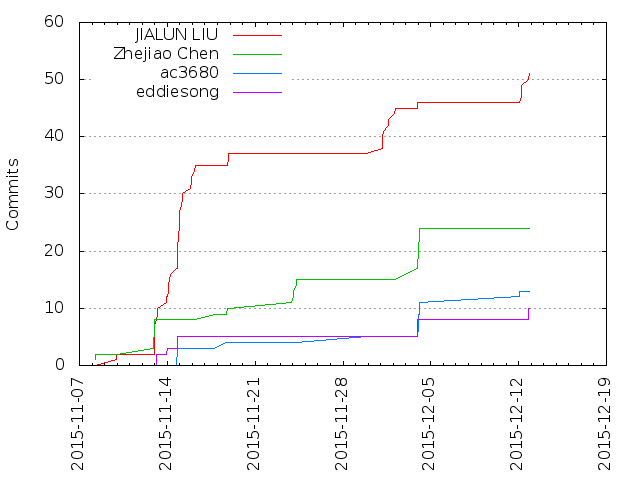 60
50
40
30
20
10
0
Commits
JIALUN LIU
Zhejiao Chen
ac3680
eddiesong
2015-11-07
2015-11-14
2015-11-21
2015-11-28
2015-12-05
2015-12-12
2015-12-19